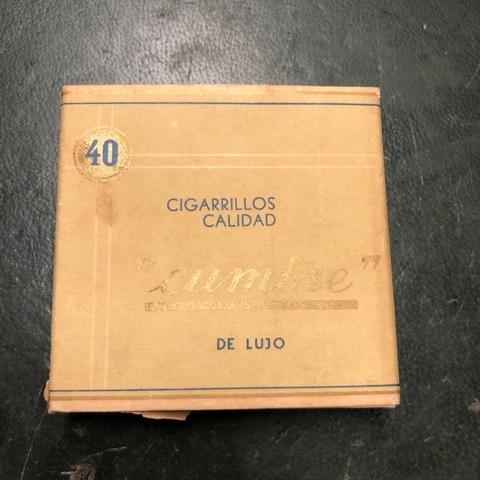 40
CIGARRILLOS
CALIDAD
"cumbre"
DE LUJO